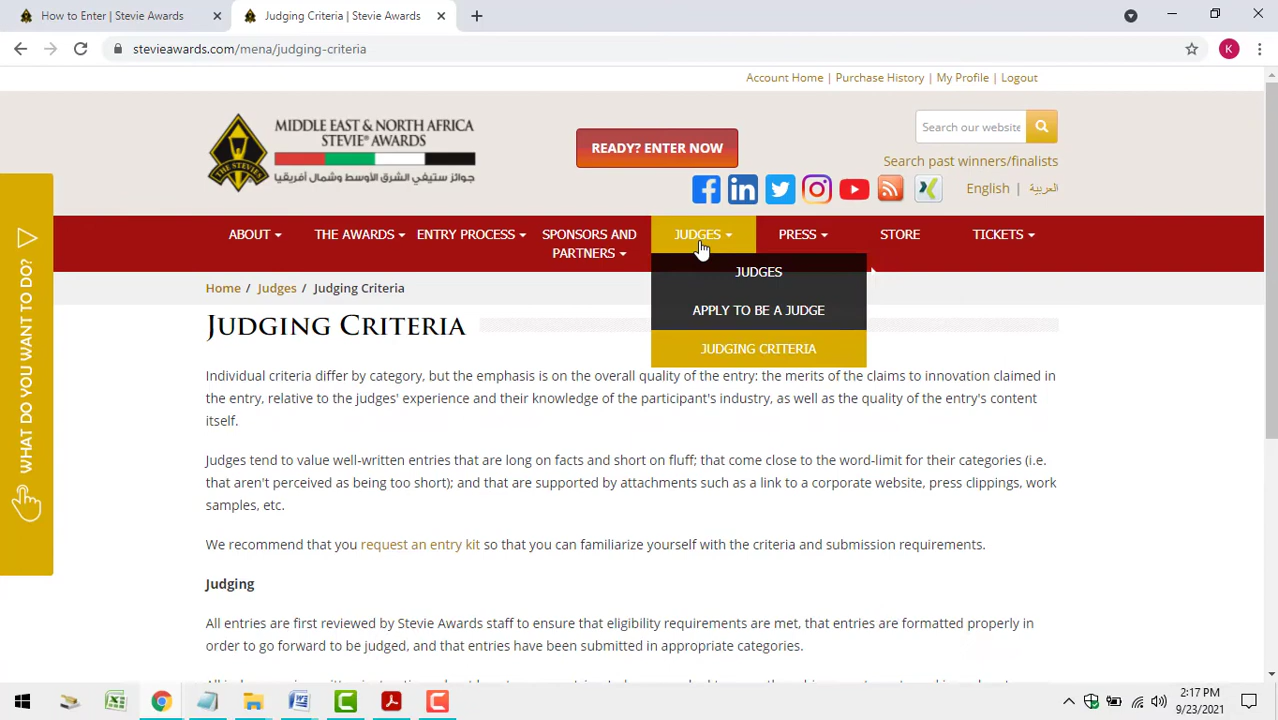 How to Enter | Stevie Awards
Judging Criteria | Stevie Awards
stevieawards.com/mena/judging-criteria
K
Account Home | Purchase History | My Profile | Logout
THE STEVIE
MIDDLE EAST & NORTH AFRICA
STEVIE® AWARDS
جوائز ستيفي الشرق الأوسط وشمال أفريقيا
READY? ENTER NOW
Search our website
Search past winners/finalists
English | العربية
ABOUT
THE AWARDS
ENTRY PROCESS
SPONSORS AND
PARTNERS
JUDGES
PRESS
STORE
TICKETS
JUDGES
APPLY TO BE A JUDGE
JUDGING CRITERIA
WHAT DO YOU WANT TO DO?
Home / Judges / Judging Criteria
Judging Criteria
Individual criteria differ by category, but the emphasis is on the overall quality of the entry: the merits of the claims to innovation claimed in
the entry, relative to the judges' experience and their knowledge of the participant's industry, as well as the quality of the entry's content
itself.
Judges tend to value well-written entries that are long on facts and short on fluff; that come close to the word-limit for their categories (i.e.
that aren't perceived as being too short); and that are supported by attachments such as a link to a corporate website, press clippings, work
samples, etc.
We recommend that you request an entry kit so that you can familiarize yourself with the criteria and submission requirements.
Judging
All entries are first reviewed by Stevie Awards staff to ensure that eligibility requirements are met, that entries are formatted properly in
order to go forward to be judged, and that entries have been submitted in appropriate categories.
2:17 PM
9/23/2021